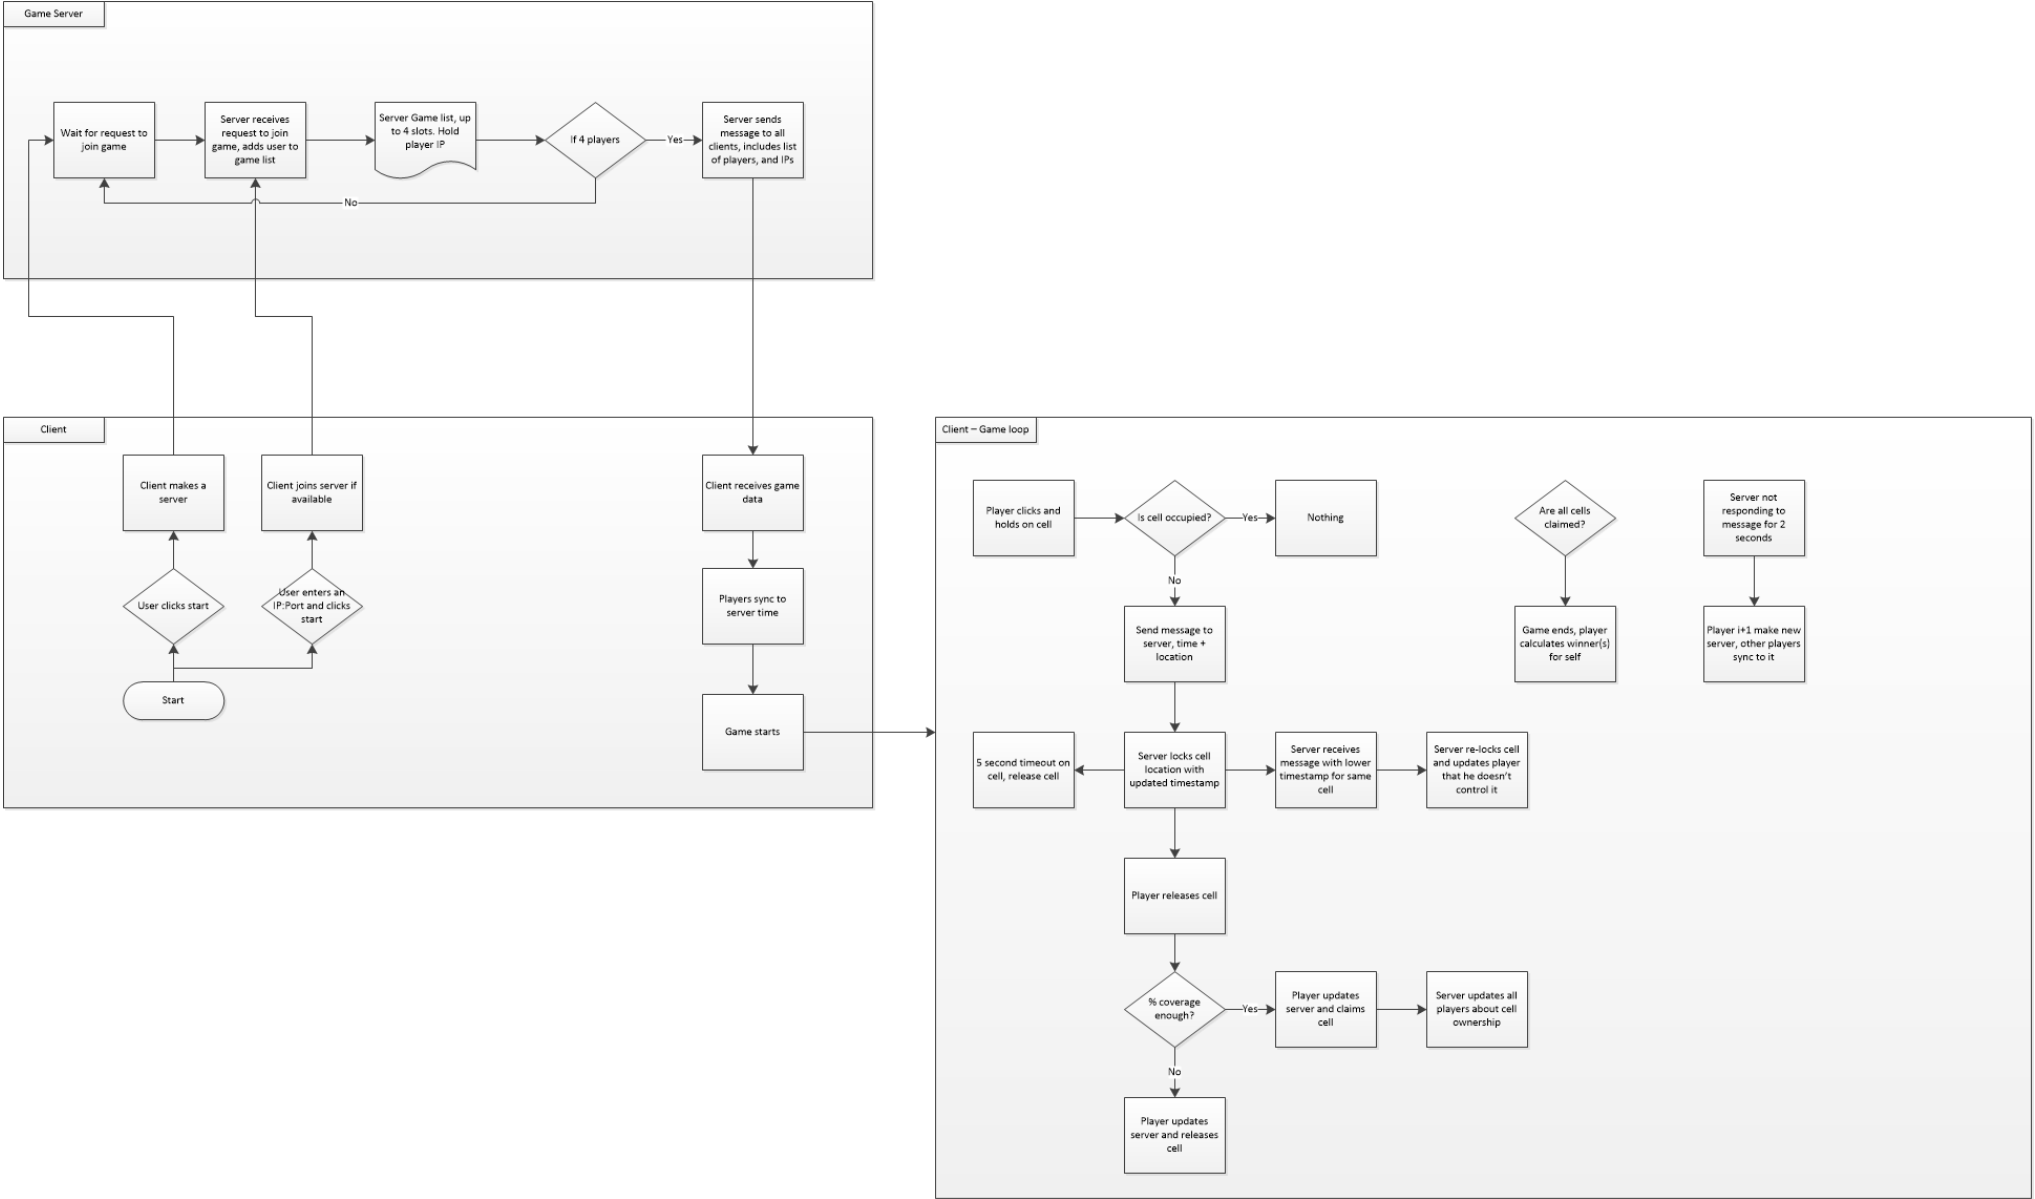 Game Server
Wait for request to
join game
Server receives
request to join
game, adds user to
game list
Server Game list, up
to 4 slots. Hold
player IP
If 4 players
Yes
Server sends
message to all
clients, includes list
of players, and IPs
No
Client
Client makes a
server
Client joins server if
available
User clicks start
User enters an
IP:Port and clicks
start
Start
Client receives game
data
Players sync to
server time
Game starts
Client – Game loop
Player clicks and
holds on cell
Is cell occupied?
Yes
Nothing
No
Send message to
server, time +
location
5 second timeout on
cell, release cell
Server locks cell
location with
updated timestamp
Server receives
message with lower
timestamp for same
cell
Server re-locks cell
and updates player
that he doesn't
control it
Player releases cell
% coverage
enough?
Yes
Player updates
server and claims
cell
Server updates all
players about cell
ownership
No
Player updates
server and releases
cell
Are all cells
claimed?
Game ends, player
calculates winner(s)
for self
Server not
responding to
message for 2
seconds
Player i+1 make new
server, other players
sync to it